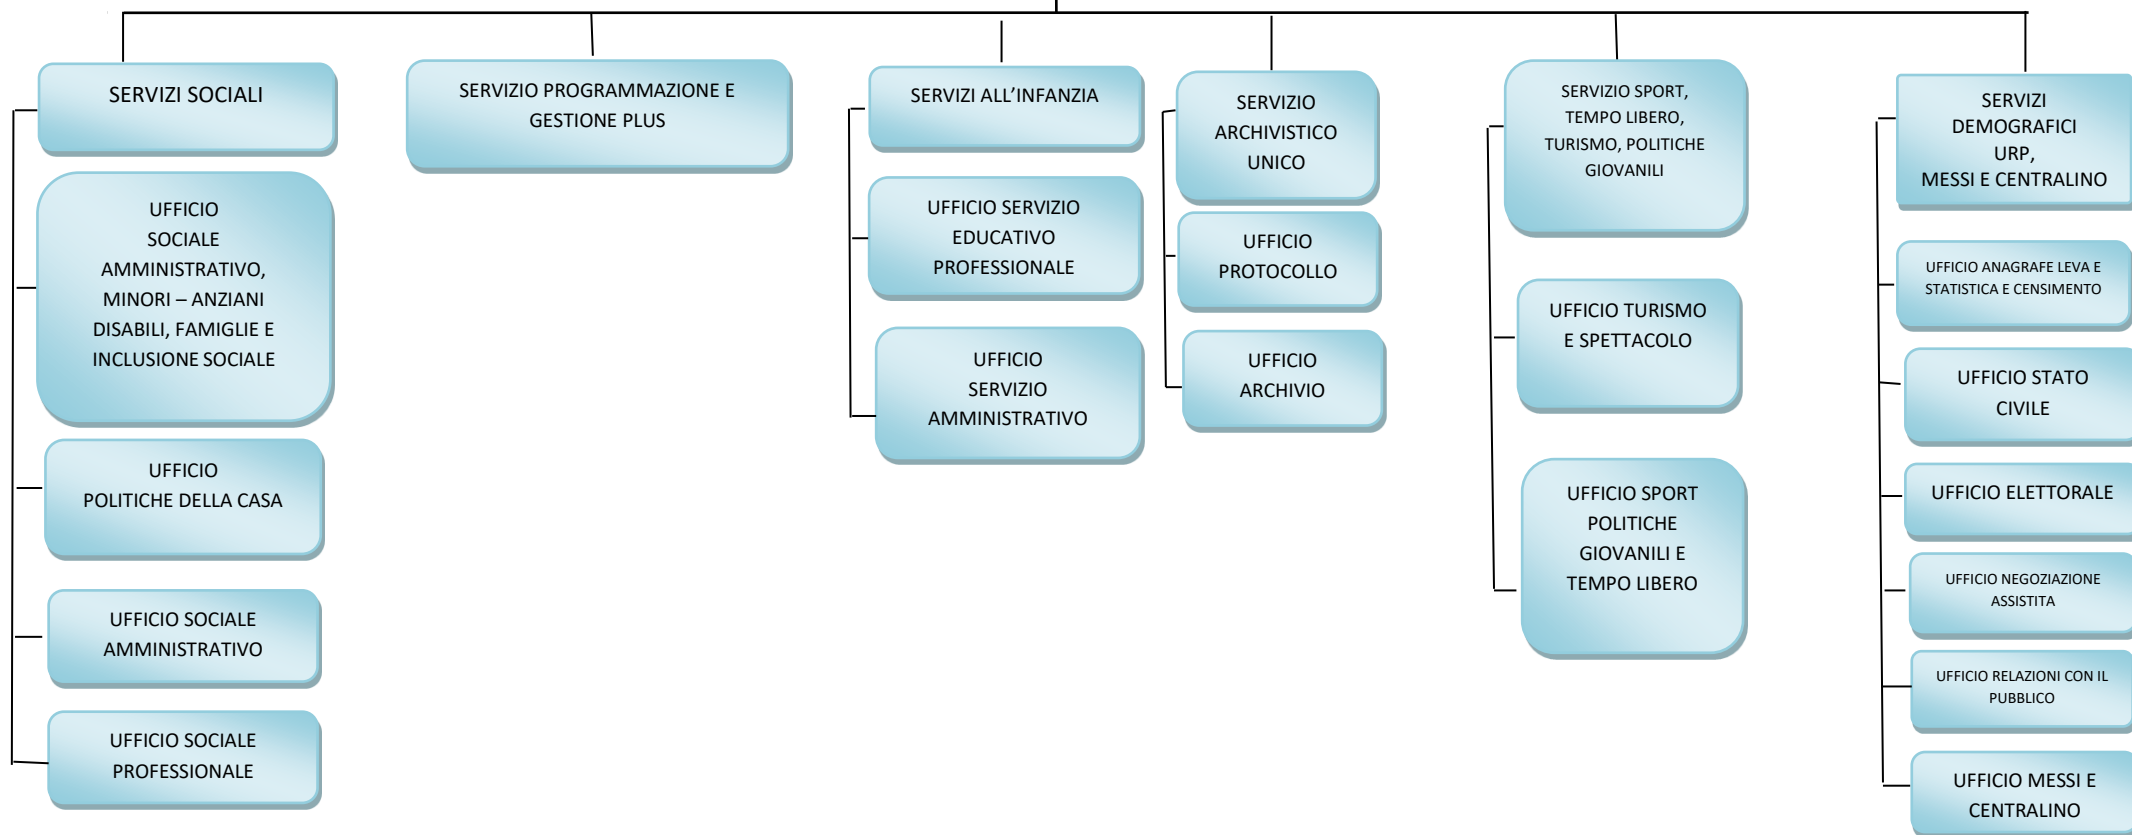 SERVIZI SOCIALI
UFFICIO
SOCIALE
AMMINISTRATIVO,
MINORI – ANZIANI
DISABILI, FAMIGLIE E
INCLUSIONE SOCIALE
UFFICIO
POLITICHE DELLA CASA
UFFICIO SOCIALE
AMMINISTRATIVO
UFFICIO SOCIALE
PROFESSIONALE
SERVIZIO PROGRAMMAZIONE E
GESTIONE PLUS
SERVIZI ALL’INFANZIA
UFFICIO SERVIZIO
EDUCATIVO
PROFESSIONALE
UFFICIO
SERVIZIO
AMMINISTRATIVO
SERVIZIO
ARCHIVISTICO
UNICO
UFFICIO
PROTOCOLLO
UFFICIO
ARCHIVIO
SERVIZIO SPORT,
TEMPO LIBERO,
TURISMO, POLITICHE
GIOVANILI
UFFICIO TURISMO
E SPETTACOLO
UFFICIO SPORT
POLITICHE
GIOVANILI E
TEMPO LIBERO
SERVIZI
DEMOGRAFICI
URP,
MESSI E CENTRALINO
UFFICIO ANAGRAFE LEVA E
STATISTICA E CENSIMENTO
UFFICIO STATO
CIVILE
UFFICIO ELETTORALE
UFFICIO NEGOZIAZIONE
ASSISTITA
UFFICIO RELAZIONI CON IL
PUBBLICO
UFFICIO MESSI E
CENTRALINO